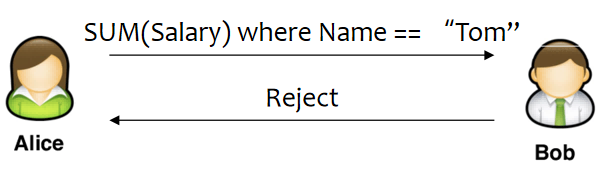 SUM(Salary) where Name == “Tom”
Reject
Alice
Bob